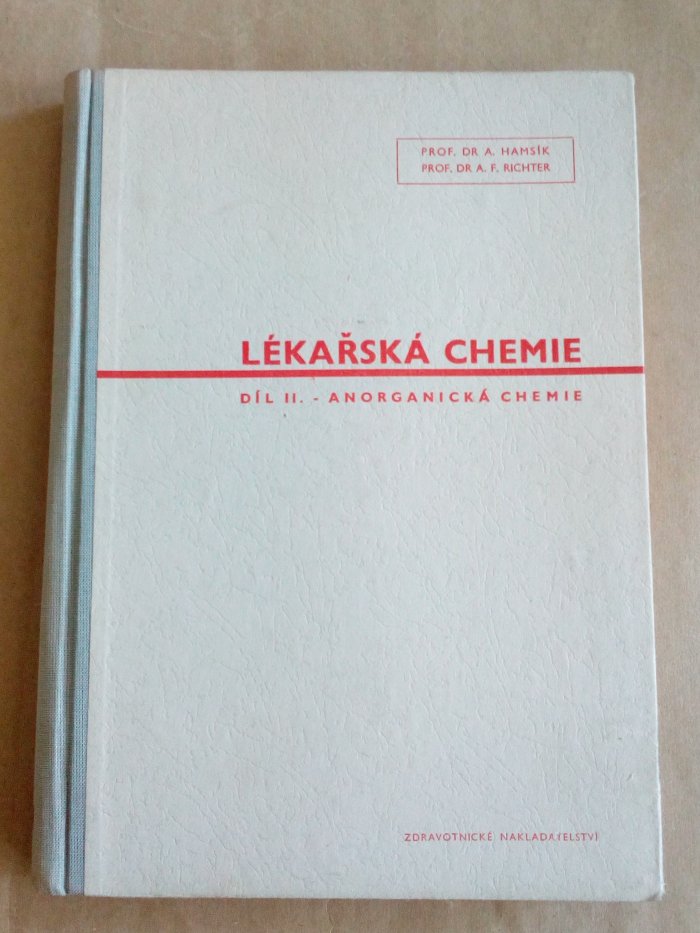 PROF. DR A. HAMSÍK
PROF. DR A. F. RICHTER
LÉKAŘSKÁ CHEMIE
DÍL II. - ANORGANICKÁ CHEMIE
ZDRAVOTNICKÉ NAKLADATELSTVÍ